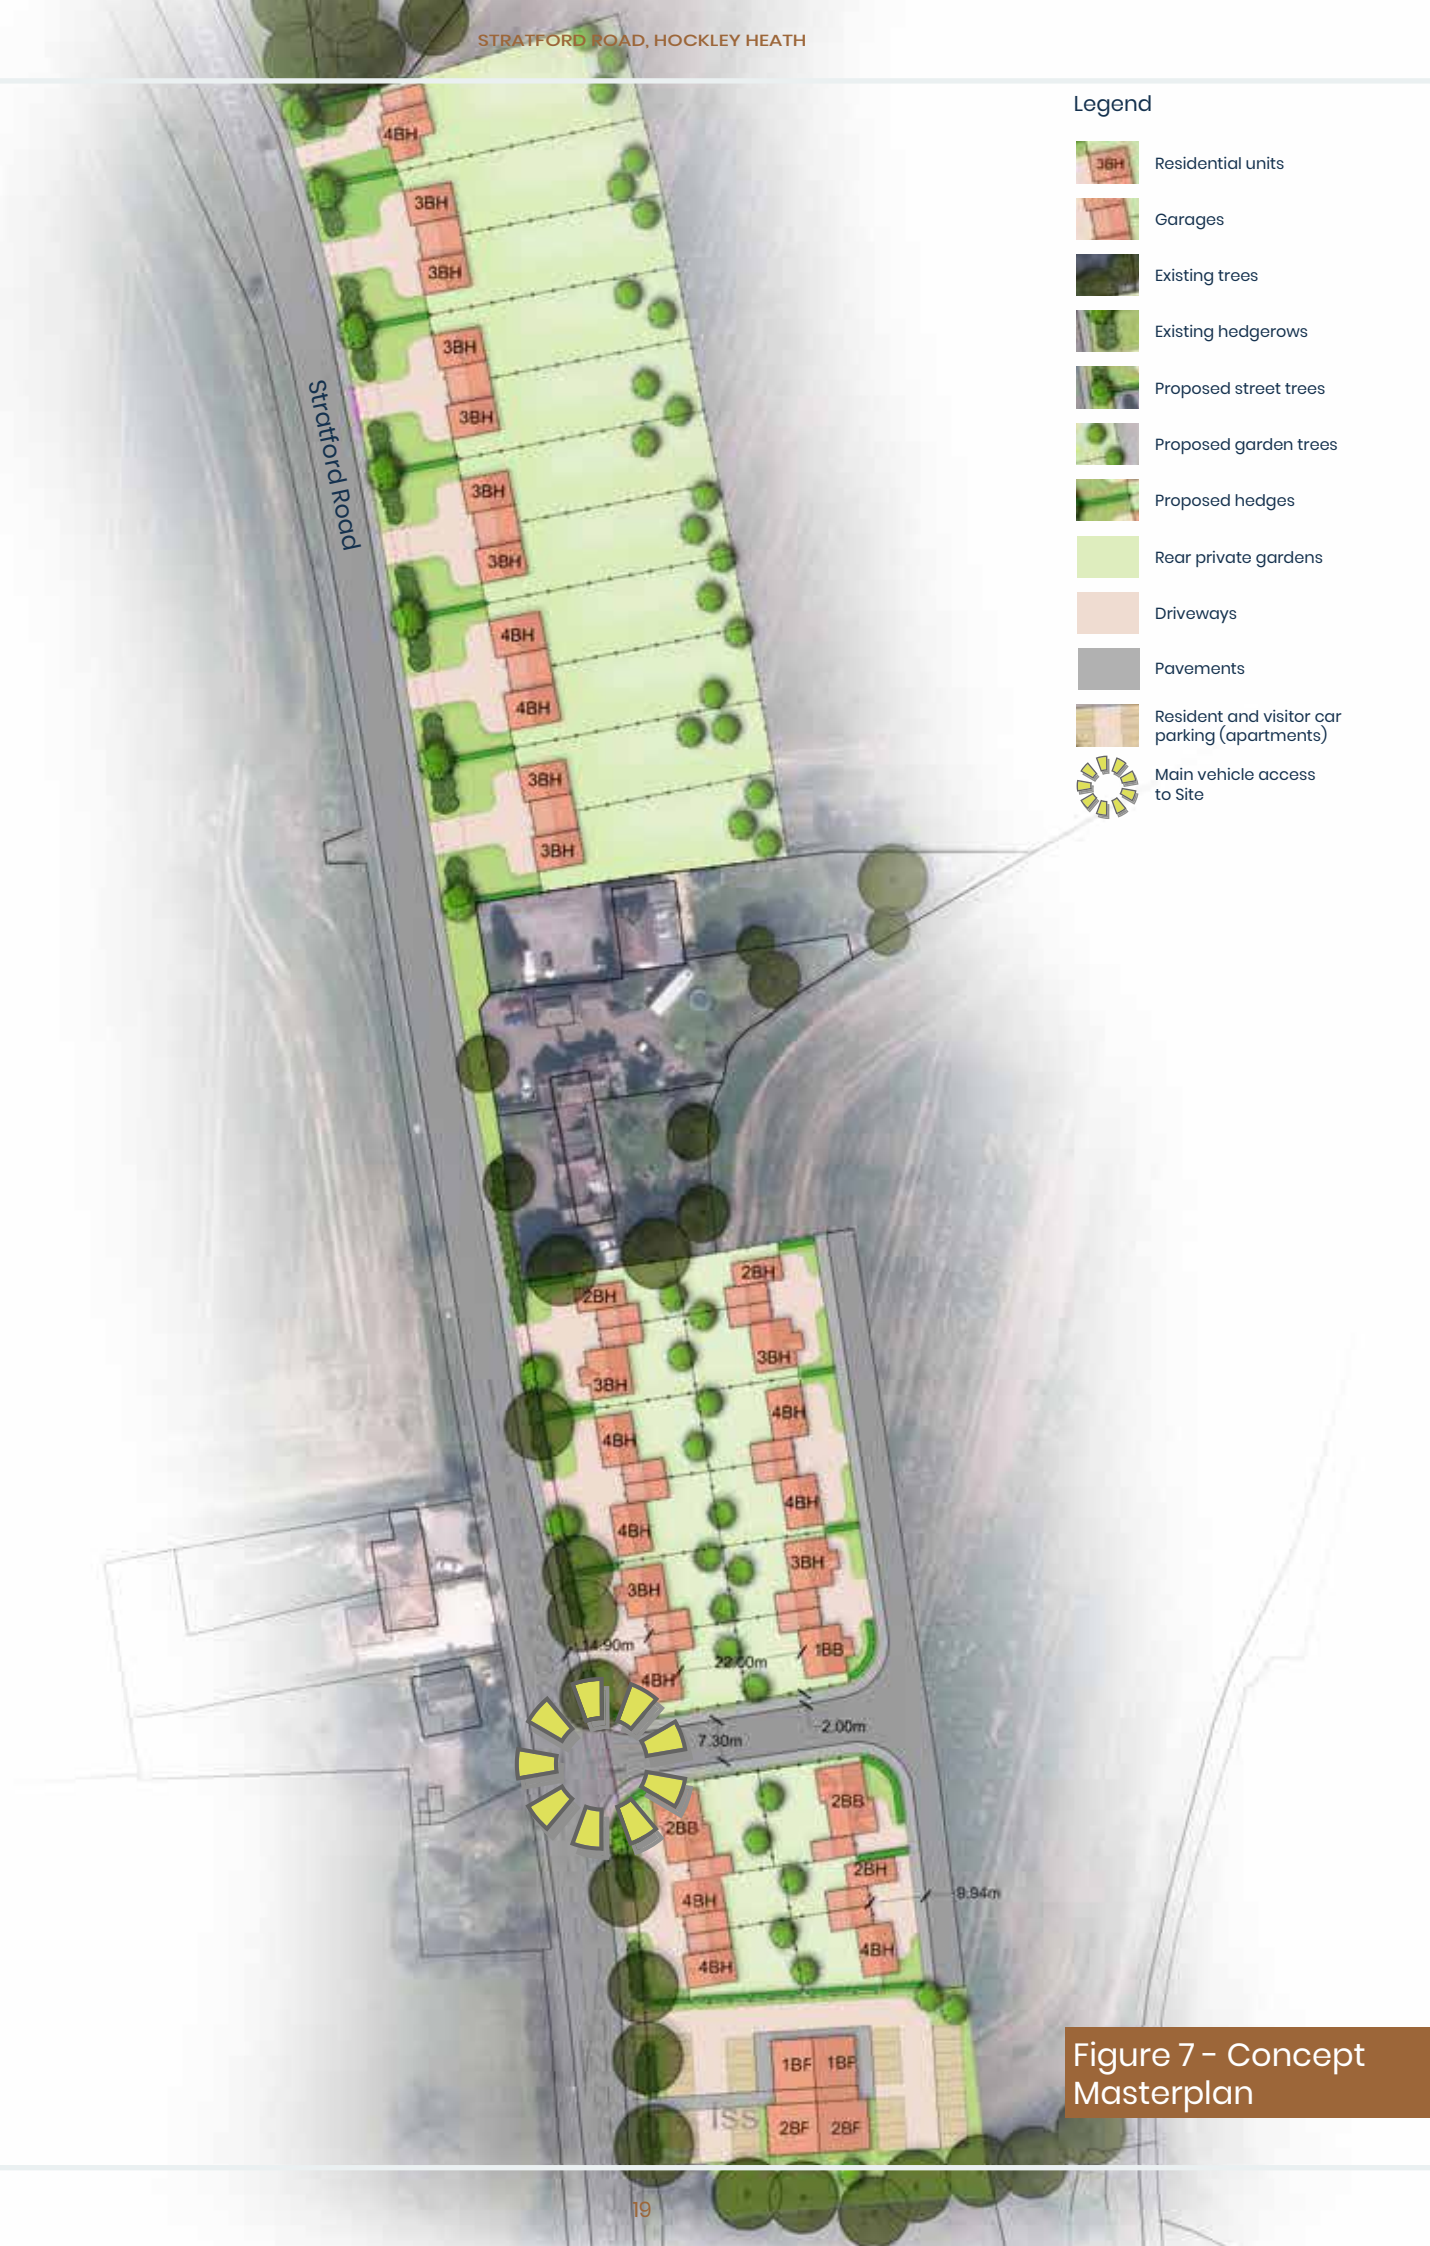 STRATFORD ROAD, HOCKLEY HEATH
Legend
3BH
Residential units
Garages
Existing trees
Existing hedgerows
Proposed street trees
Proposed garden trees
Proposed hedges
Rear private gardens
Driveways
Pavements
Resident and visitor car
parking (apartments)
Main vehicle access
to Site
Stratford Road
4BH
3BH
3BH
3BH
3BH
3BH
3BH
4BH
4BH
3BH
3BH
2BH
2BH
3BH
3BH
4BH
4BH
4BH
4BH
3BH
3BH
14.90m
22.00m
1BB
4BH
2.00m
7.30m
2BB
2BB
2BH
4BH
9.94m
4BH
4BH
1BF
1BF
Iss
2BF
2BF
Figure 7 - Concept
Masterplan
19